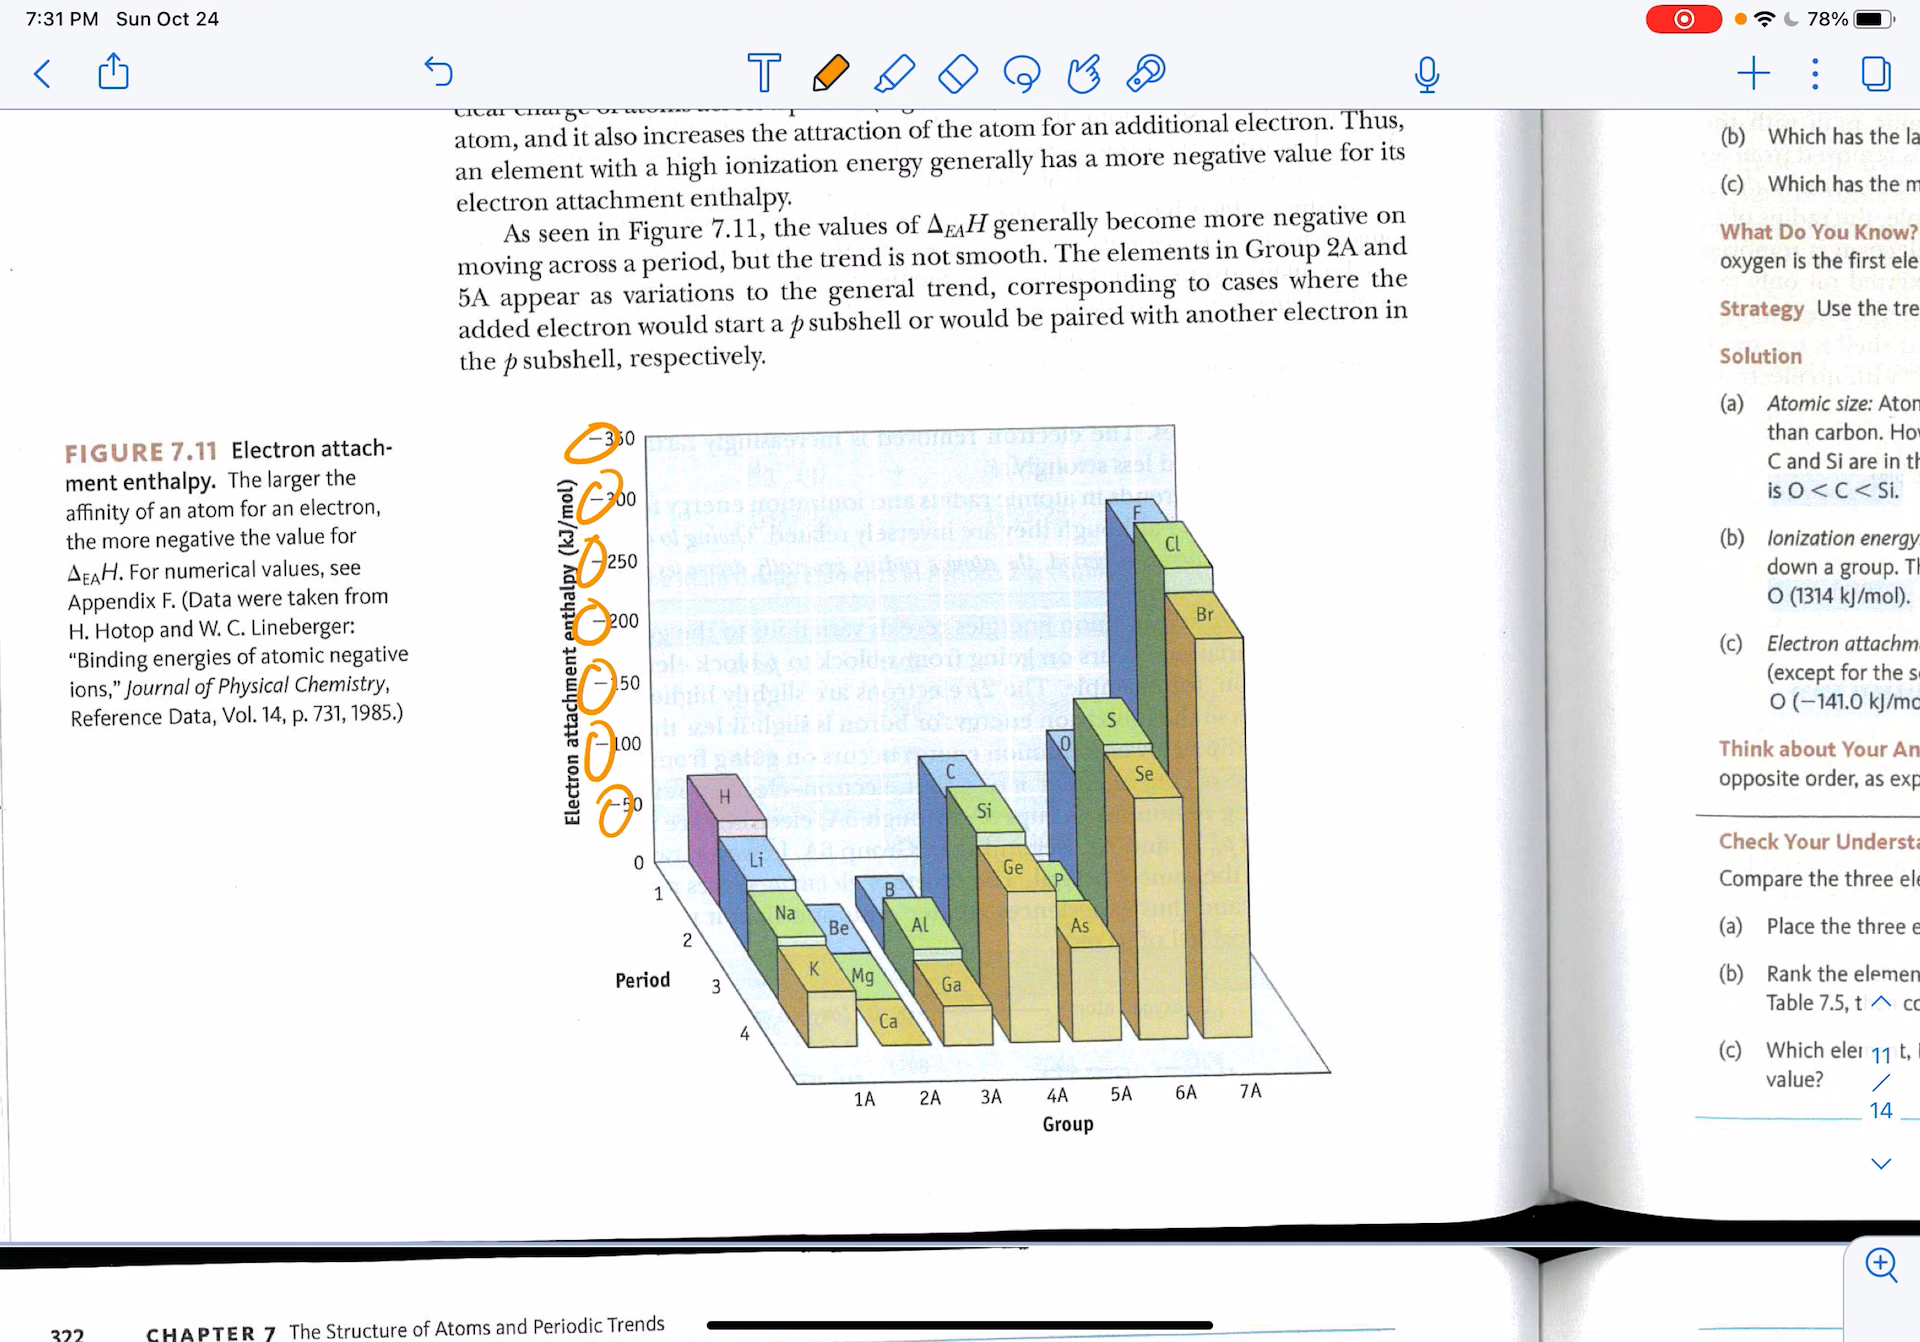 7:31 PM Sun Oct 24
78%
atom, and it also increases the attraction of the atom for an additional electron. Thus,
an element with a high ionization energy generally has a more negative value for its
electron attachment enthalpy.
As seen in Figure 7.11, the values of ΔEAH generally become more negative on
moving across a period, but the trend is not smooth. The elements in Group 2A and
5A appear as variations to the general trend, corresponding to cases where the
added electron would start a p subshell or would be paired with another electron in
the p subshell, respectively.
FIGURE 7.11 Electron attach-
ment enthalpy. The larger the
affinity of an atom for an electron,
the more negative the value for
ΔEAH. For numerical values, see
Appendix F. (Data were taken from
H. Hotop and W. C. Lineberger:
“Binding energies of atomic negative
ions,” Journal of Physical Chemistry,
Reference Data, Vol. 14, p. 731, 1985.)
Electron attachment enthalpy (kJ/mol)
−350
−300
−250
−200
−150
−100
−50
0
1
2
3
4
Period
H
Li
Na
K
Be
Mg
Ca
B
Al
Ga
C
Si
Ge
P
As
O
S
Se
F
Cl
Br
1A 2A 3A 4A 5A 6A 7A
Group
(b) Which has the la
(c) Which has the m
What Do You Know?
oxygen is the first ele
Strategy Use the tre
Solution
(a) Atomic size: Aton
than carbon. Ho
C and Si are in th
is O < C < Si.
(b) Ionization energy
down a group. Th
O (1314 kJ/mol).
(c) Electron attachm
(except for the s
O (−141.0 kJ/mo
Think about Your An
opposite order, as exp
Check Your Understa
Compare the three ele
(a) Place the three e
(b) Rank the elemen
Table 7.5, t co
(c) Which eler t,
value?
11
/
14
322 CHAPTER 7 The Structure of Atoms and Periodic Trends